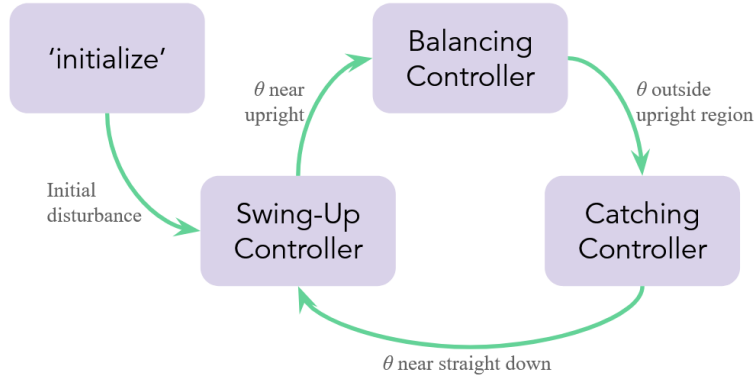 ‘initialize’
Balancing
Controller
θ near
upright
θ outside
upright region
Initial
disturbance
Swing-Up
Controller
Catching
Controller
θ near straight down